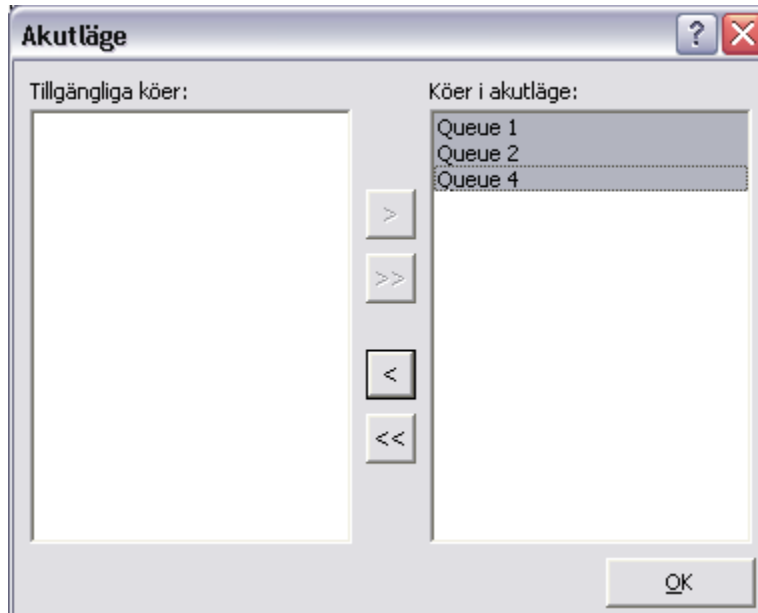 Akutläge
?
Tillgängliga köer:
Köer i akutläge:
Queue 1
Queue 2
Queue 4
>
>>
<
<<
OK